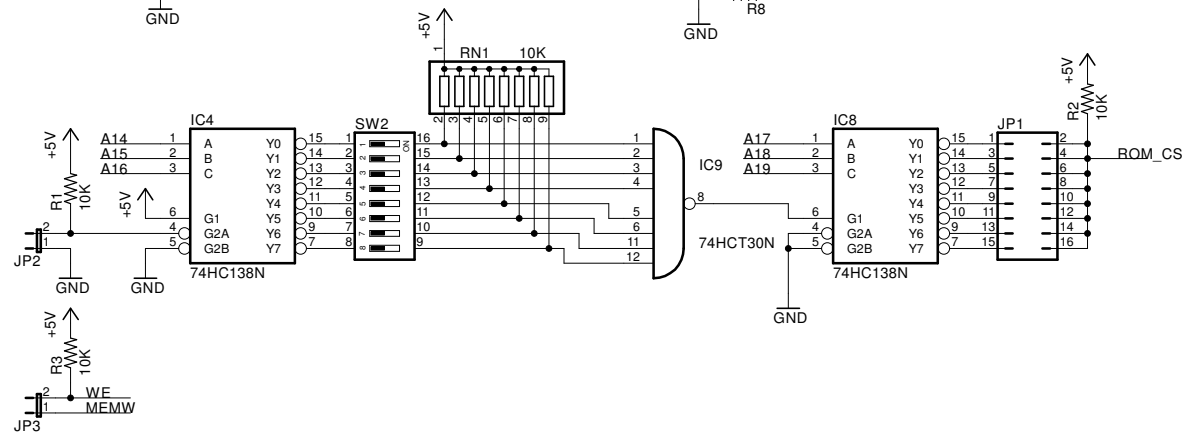 GND
R8
GND
+5V
1
RN1 10K
2 3 4 5 6 7 8 9
+5V
R2
10K
IC4
SW2
IC8
JP1
+5V
R1
10K
A14 1 A Y0 15 1 1 ON 16
A15 2 B Y1 14 2 2 15
A16 3 C Y2 13 3 3 14
Y3 12 4 4 13
Y4 11 5 5 12
+5V
6 G1 Y5 10 6 6 11
2 4 G2A Y6 9 7 7 10
1 5 G2B Y7 7 8 8 9
JP2
74HC138N
GND
GND
1
2
3
4
5
6
11
12
IC9
8
74HCT30N
A17 1 A Y0 15 1 2
A18 2 B Y1 14 3 4 ROM_CS
A19 3 C Y2 13 5 6
Y3 12 7 8
Y4 11 9 10
6 G1 Y5 10 11 12
4 G2A Y6 9 13 14
5 G2B Y7 7 15 16
74HC138N
GND
+5V
R3
10K
2 WE
1 MEMW
JP3